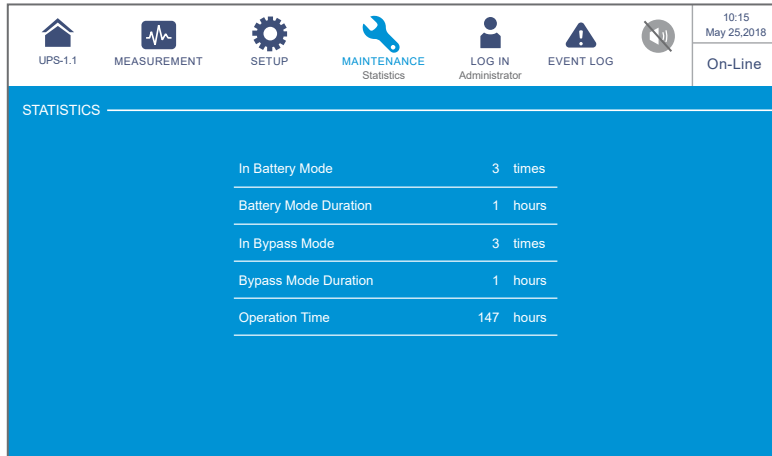 10:15
May 25,2018
UPS-1.1 MEASUREMENT SETUP MAINTENANCE LOG IN EVENT LOG On-Line
Statistics Administrator
STATISTICS
In Battery Mode 3 times
Battery Mode Duration 1 hours
In Bypass Mode 3 times
Bypass Mode Duration 1 hours
Operation Time 147 hours